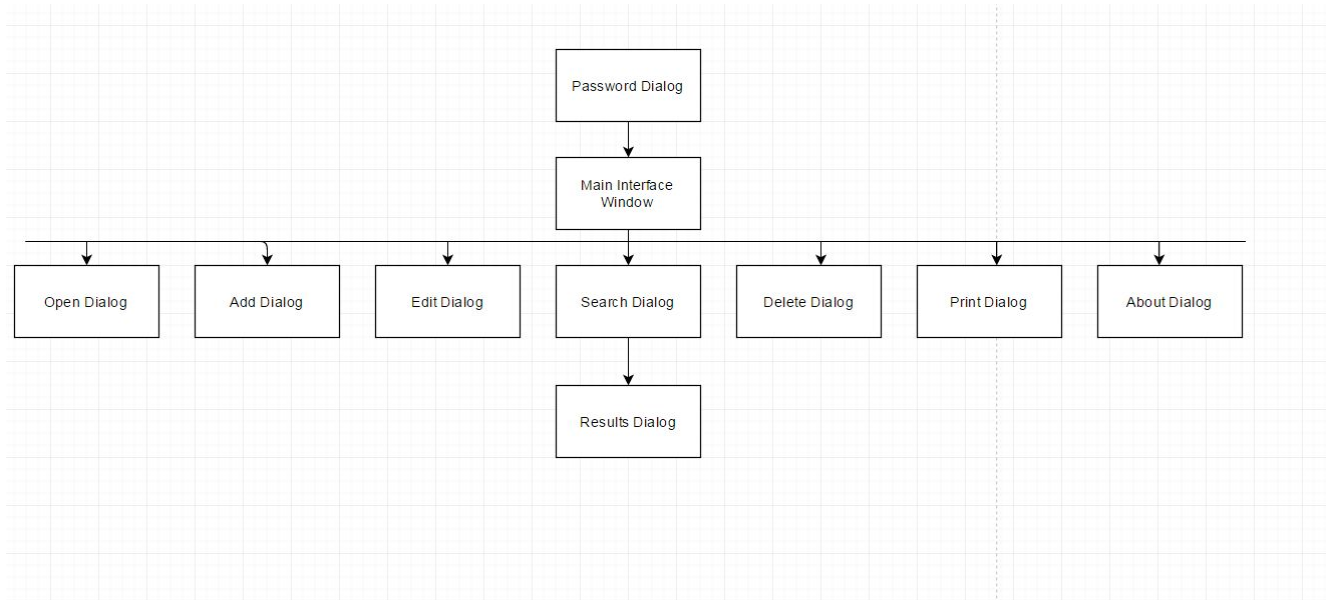 Password Dialog
Main Interface
Window
Open Dialog
Add Dialog
Edit Dialog
Search Dialog
Delete Dialog
Print Dialog
About Dialog
Results Dialog